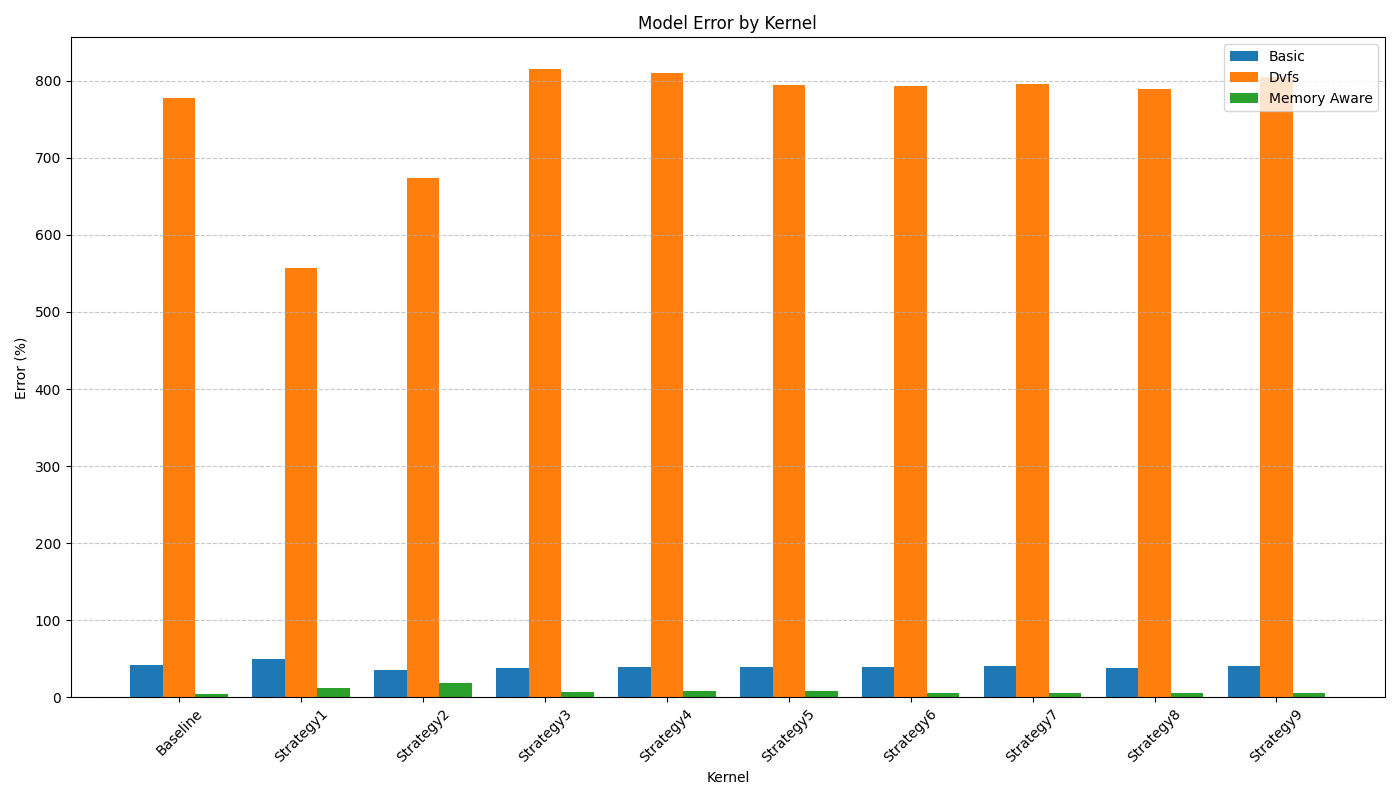 Model Error by Kernel
Basic
Dvfs
Memory Aware
Error (%)
800
700
600
500
400
300
200
100
0
Baseline
Strategy1
Strategy2
Strategy3
Strategy4
Strategy5
Strategy6
Strategy7
Strategy8
Strategy9
Kernel